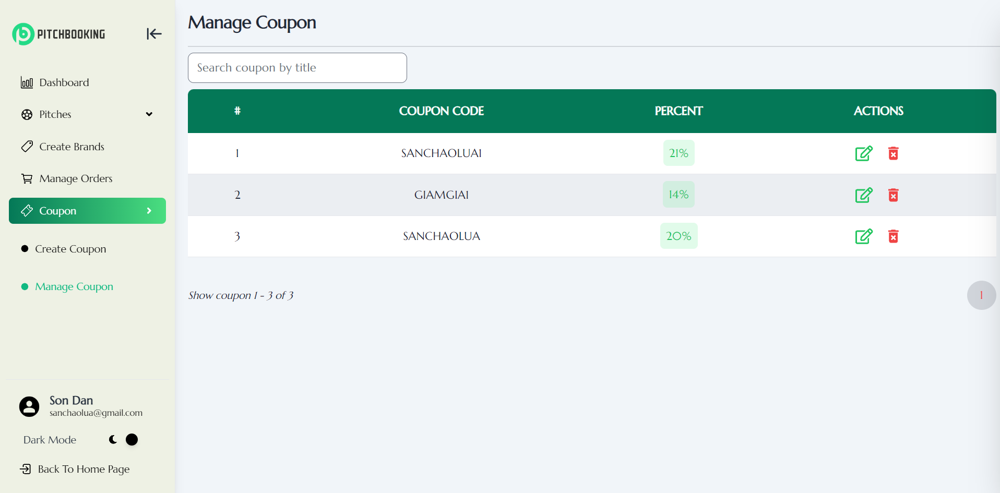 PITCHBOOKING
Dashboard
Pitches
Create Brands
Manage Orders
Coupon
Create Coupon
Manage Coupon
Son Dan
sanchaolua@gmail.com
Dark Mode
Back To Home Page
Manage Coupon
Search coupon by title
# COUPON CODE PERCENT ACTIONS
1 SANCHAOLUA1 21%
2 GIAMGIA1 14%
3 SANCHAOLUA 20%
Show coupon 1 - 3 of 3
1